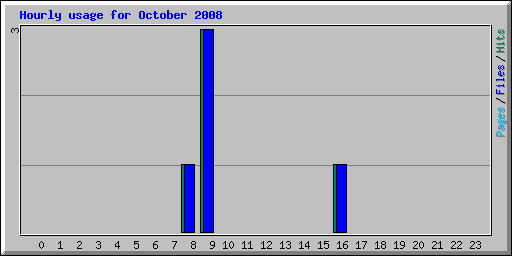 Hourly usage for October 2008
3
0 1 2 3 4 5 6 7 8 9 10 11 12 13 14 15 16 17 18 19 20 21 22 23
Pages/Files/Hits